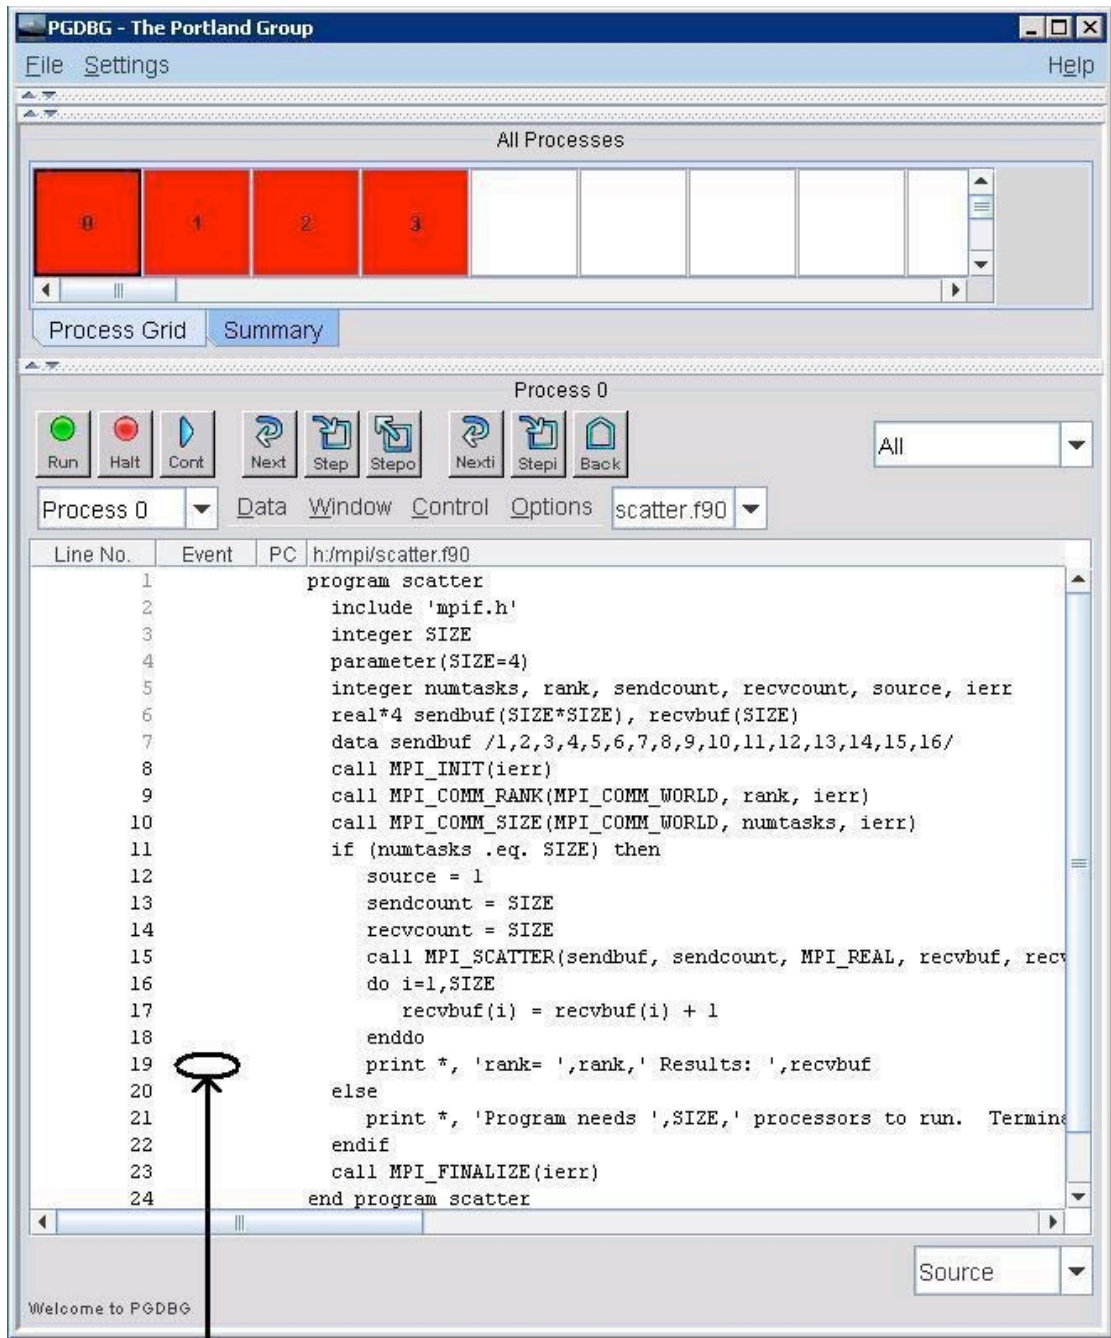 PGDBG - The Portland Group
File Settings Help
All Processes
0 1 2 3
Process Grid Summary
Process 0
Run Halt Cont Next Step Stepo Nexti Stepi Back All
Process 0 Data Window Control Options scatter.f90
Line No. Event PC h:/mpi/scatter.f90
1 program scatter
2 include 'mpif.h'
3 integer SIZE
4 parameter(SIZE=4)
5 integer numtasks, rank, sendcount, recvcount, source, ierr
6 real*4 sendbuf(SIZE*SIZE), recvbuf(SIZE)
7 data sendbuf /1,2,3,4,5,6,7,8,9,10,11,12,13,14,15,16/
8 call MPI_INIT(ierr)
9 call MPI_COMM_RANK(MPI_COMM_WORLD, rank, ierr)
10 call MPI_COMM_SIZE(MPI_COMM_WORLD, numtasks, ierr)
11 if (numtasks .eq. SIZE) then
12 source = 1
13 sendcount = SIZE
14 recvcount = SIZE
15 call MPI_SCATTER(sendbuf, sendcount, MPI_REAL, recvbuf, recv
16 do i=1,SIZE
17 recvbuf(i) = recvbuf(i) + 1
18 enddo
19 print *, 'rank= ',rank,' Results: ',recvbuf
20 else
21 print *, 'Program needs ',SIZE,' processors to run. Termina
22 endif
23 call MPI_FINALIZE(ierr)
24 end program scatter
Source
Welcome to PGDBG